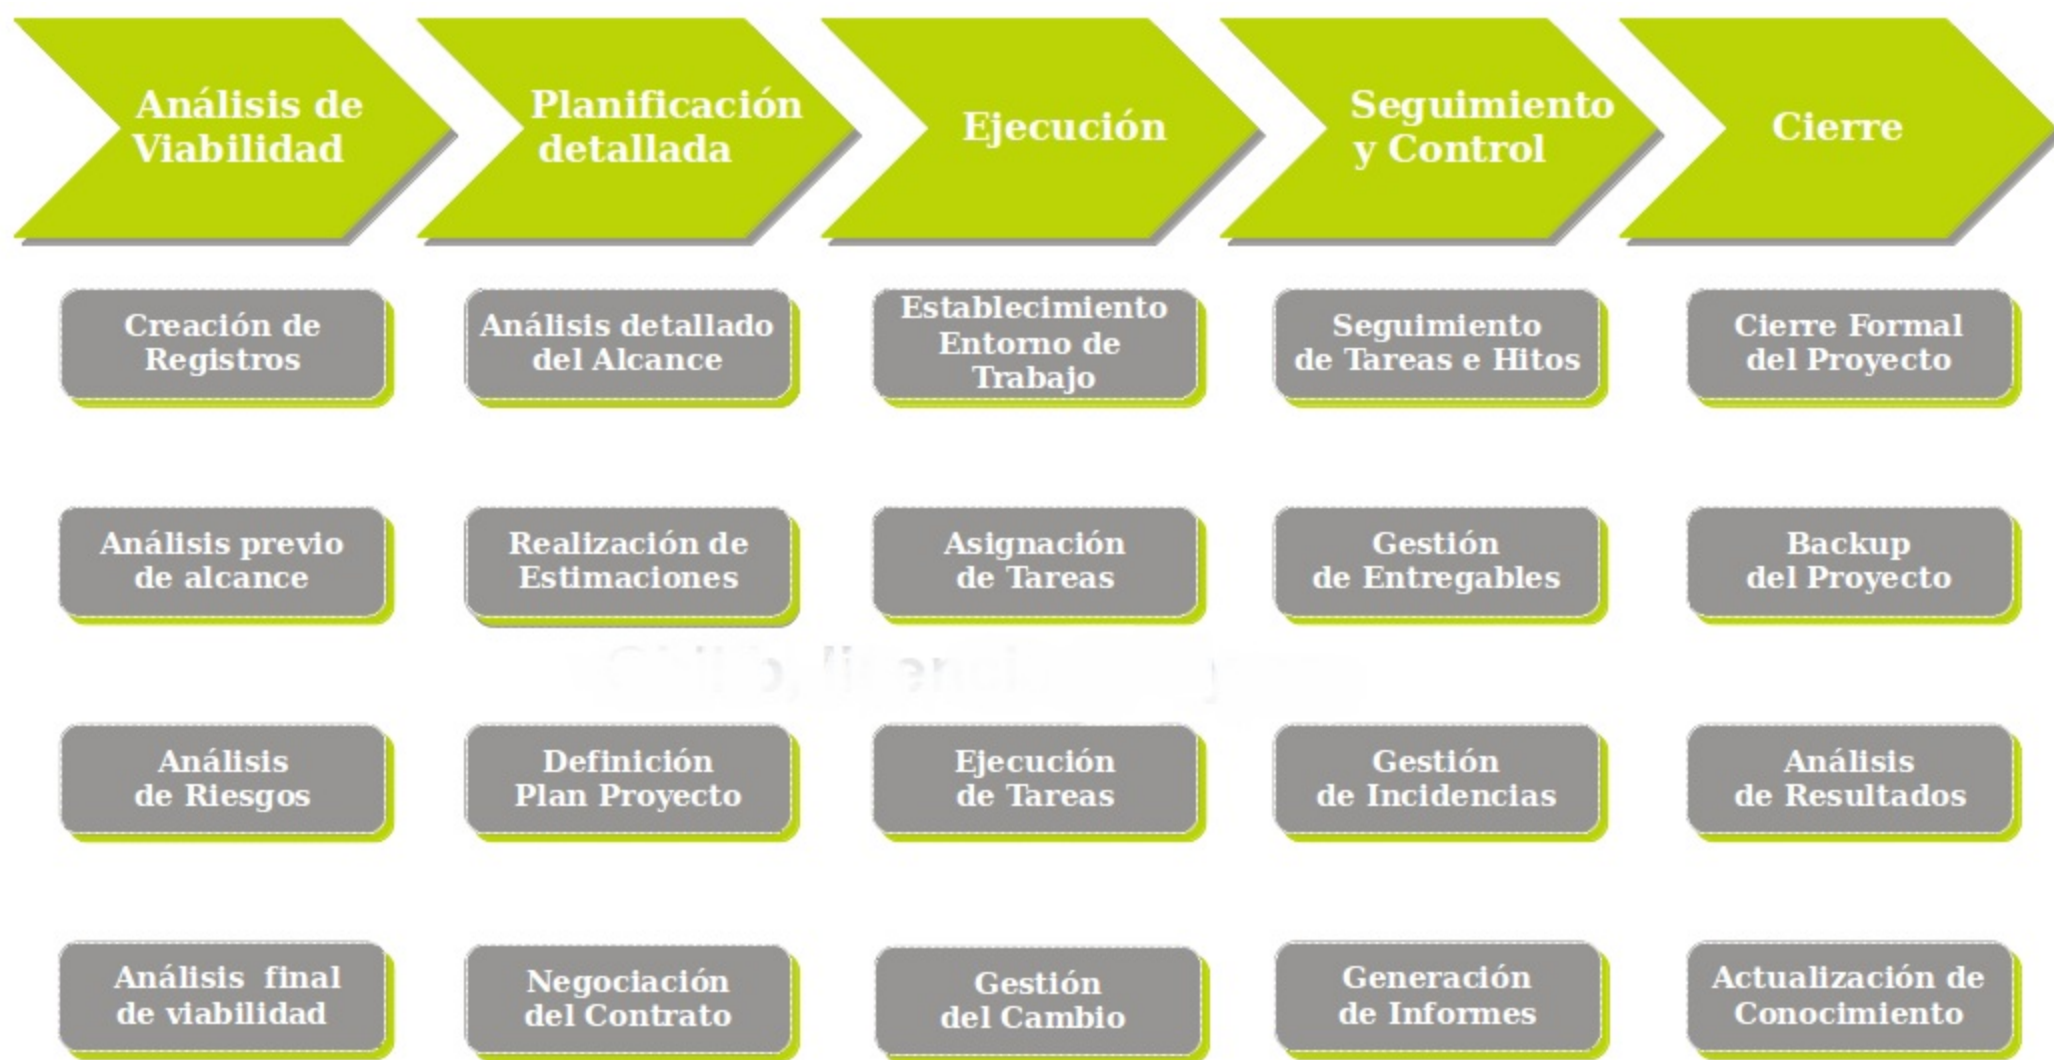 Análisis de
Viabilidad
Planificación
detallada
Ejecución
Seguimiento
y Control
Cierre
Creación de
Registros
Análisis detallado
del Alcance
Establecimiento
Entorno de
Trabajo
Seguimiento
de Tareas e Hitos
Cierre Formal
del Proyecto
Análisis previo
de alcance
Realización de
Estimaciones
Asignación
de Tareas
Gestión
de Entregables
Backup
del Proyecto
Análisis
de Riesgos
Definición
Plan Proyecto
Ejecución
de Tareas
Gestión
de Incidencias
Análisis
de Resultados
Análisis final
de viabilidad
Negociación
del Contrato
Gestión
del Cambio
Generación
de Informes
Actualización de
Conocimiento